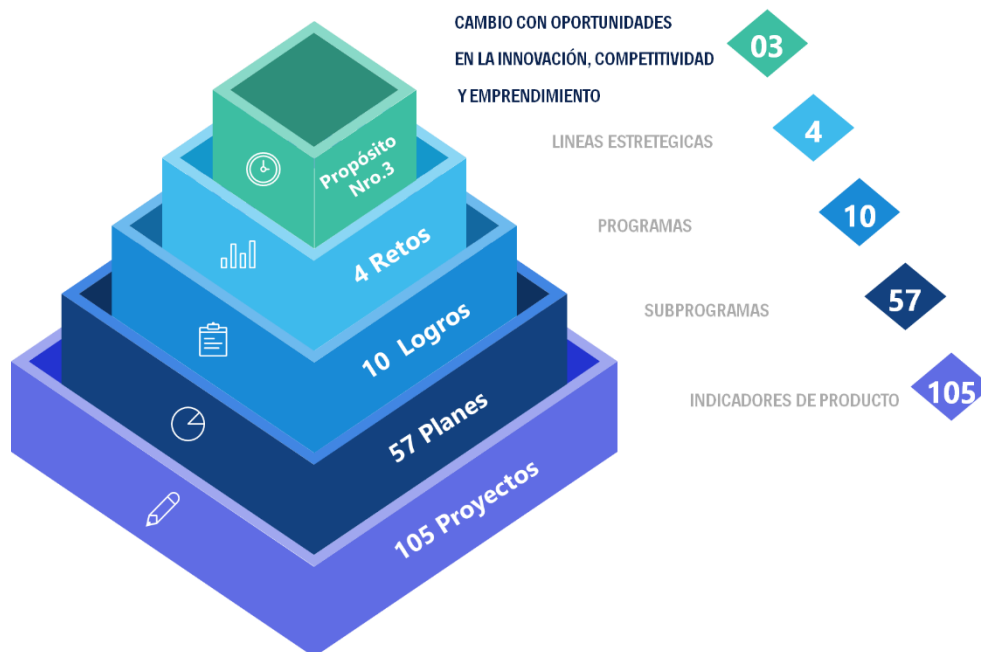 CAMBIO CON OPORTUNIDADES
EN LA INNOVACIÓN, COMPETITIVIDAD
Y EMPRENDIMIENTO
03
LINEAS ESTRETEGICAS
4
PROGRAMAS
10
SUBPROGRAMAS
57
INDICADORES DE PRODUCTO
105
Propósito
Nro.3
4 Retos
10 Logros
57 Planes
105 Proyectos